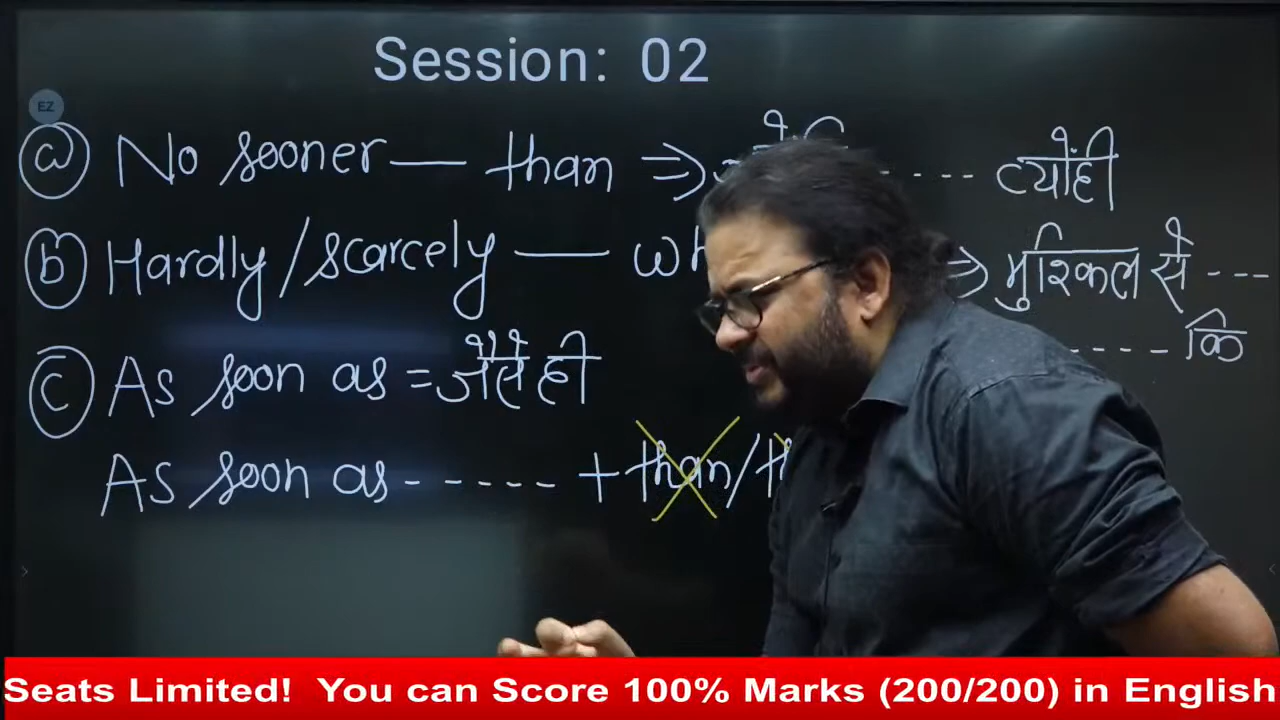 Session: 02
EZ
a No sooner — than ⇒ ---- त्योंही
b Hardly/scarcely — ⇒ मुश्किल से ---
---- कि
c As soon as = जैसे ही
As soon as ------ + than/
Seats Limited! You can Score 100% Marks (200/200) in English